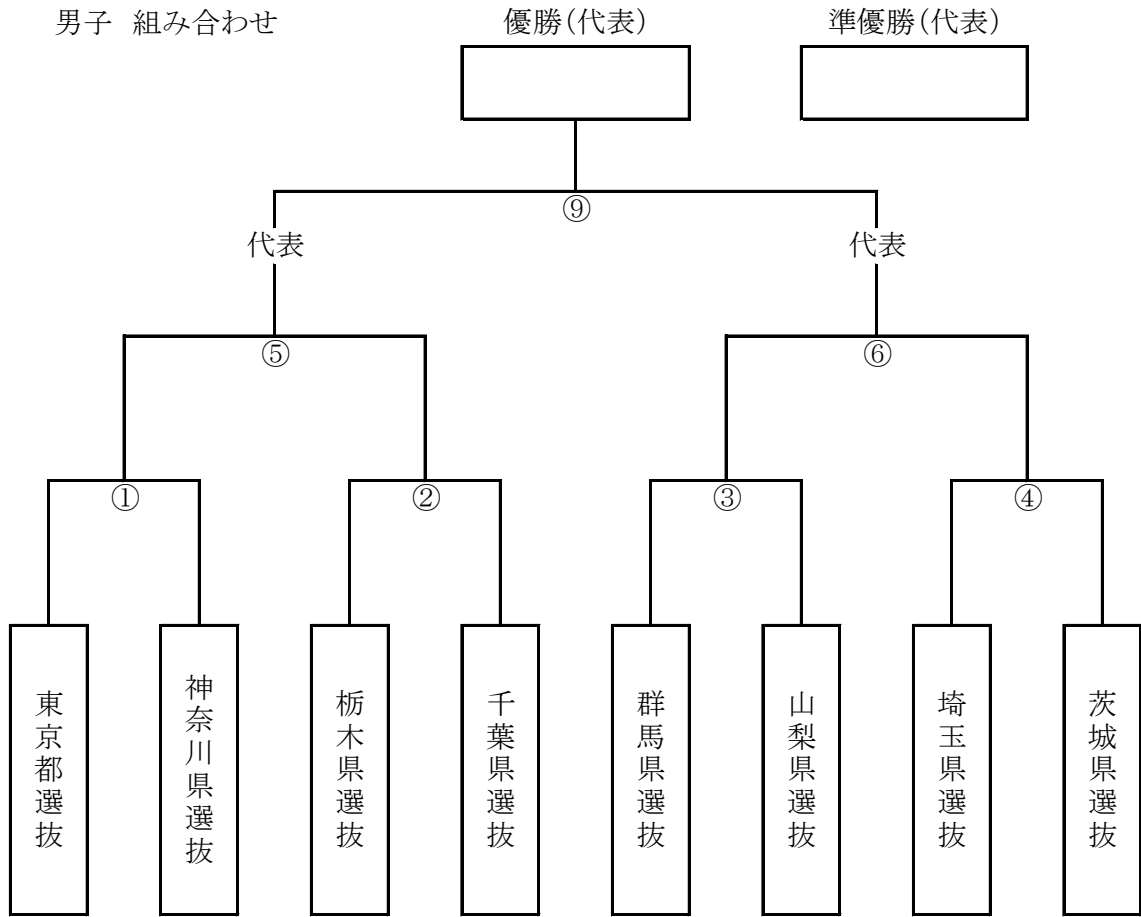 男子 組み合わせ
優勝(代表)
準優勝(代表)
⑨
代表
代表
⑤
⑥
①
②
③
④
東京都選抜
神奈川県選抜
栃木県選抜
千葉県選抜
群馬県選抜
山梨県選抜
埼玉県選抜
茨城県選抜